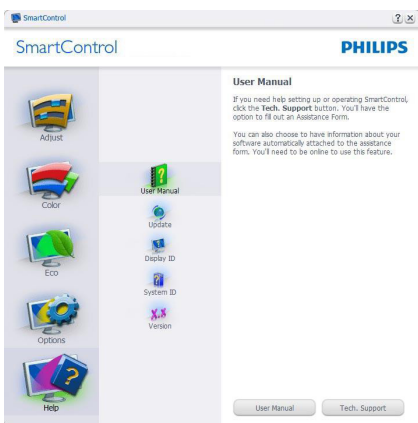 SmartControl
SmartControl
PHILIPS
Adjust
Color
Eco
Options
Help
User Manual
Update
Display ID
System ID
X.X
Version
User Manual
If you need help setting up or operating SmartControl,
click the Tech. Support button. You'll have the
option to fill out an Assistance Form.
You can also choose to have information about your
software automatically attached to the assistance
form. You'll need to be online to use this feature.
User Manual
Tech. Support